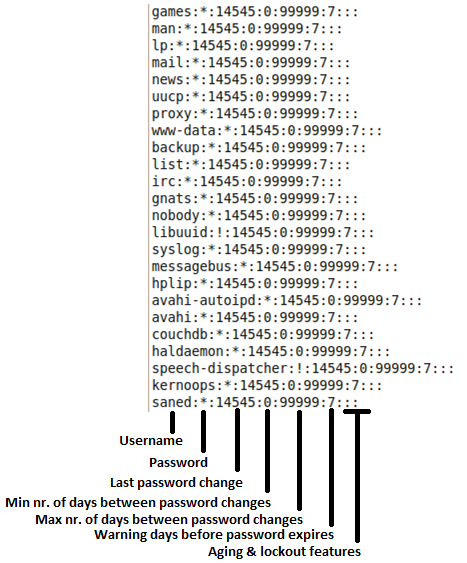 games:*:14545:0:99999:7:::
man:*:14545:0:99999:7:::
lp:*:14545:0:99999:7:::
mail:*:14545:0:99999:7:::
news:*:14545:0:99999:7:::
uucp:*:14545:0:99999:7:::
proxy:*:14545:0:99999:7:::
www-data:*:14545:0:99999:7:::
backup:*:14545:0:99999:7:::
list:*:14545:0:99999:7:::
irc:*:14545:0:99999:7:::
gnats:*:14545:0:99999:7:::
nobody:*:14545:0:99999:7:::
libuuid:!:14545:0:99999:7:::
syslog:*:14545:0:99999:7:::
messagebus:*:14545:0:99999:7:::
hplip:*:14545:0:99999:7:::
avahi-autoipd:*:14545:0:99999:7:::
avahi:*:14545:0:99999:7:::
couchdb:*:14545:0:99999:7:::
haldaemon:*:14545:0:99999:7:::
speech-dispatcher:!:14545:0:99999:7:::
kernoops:*:14545:0:99999:7:::
saned:*:14545:0:99999:7:::
Username
Password
Last password change
Min nr. of days between password changes
Max nr. of days between password changes
Warning days before password expires
Aging & lockout features